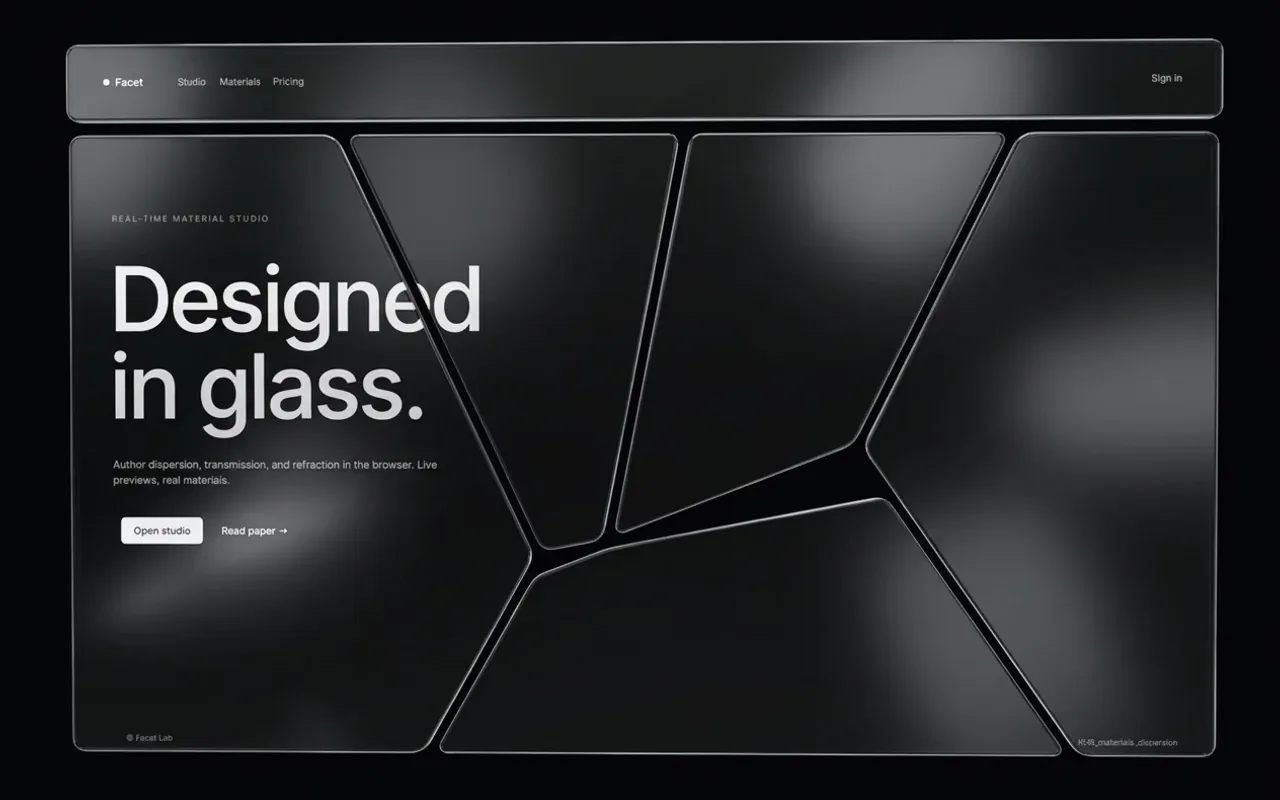 Facet
Studio Materials Pricing
Sign in
REAL-TIME MATERIAL STUDIO
Designed
in glass.
Author dispersion, transmission, and refraction in the browser. Live
previews, real materials.
Open studio
Read paper →
© Facet Lab
_materials_dispersion